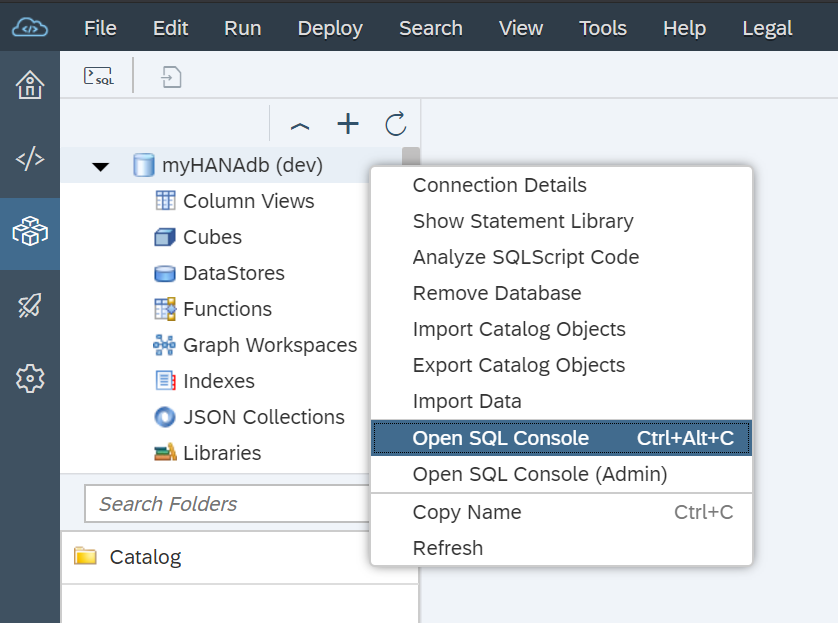 File Edit Run Deploy Search View Tools Help Legal
SQL
myHANAdb (dev)
Column Views
Cubes
DataStores
Functions
Graph Workspaces
Indexes
JSON Collections
Libraries
Search Folders
Catalog
Connection Details
Show Statement Library
Analyze SQLScript Code
Remove Database
Import Catalog Objects
Export Catalog Objects
Import Data
Open SQL Console Ctrl+Alt+C
Open SQL Console (Admin)
Copy Name Ctrl+C
Refresh